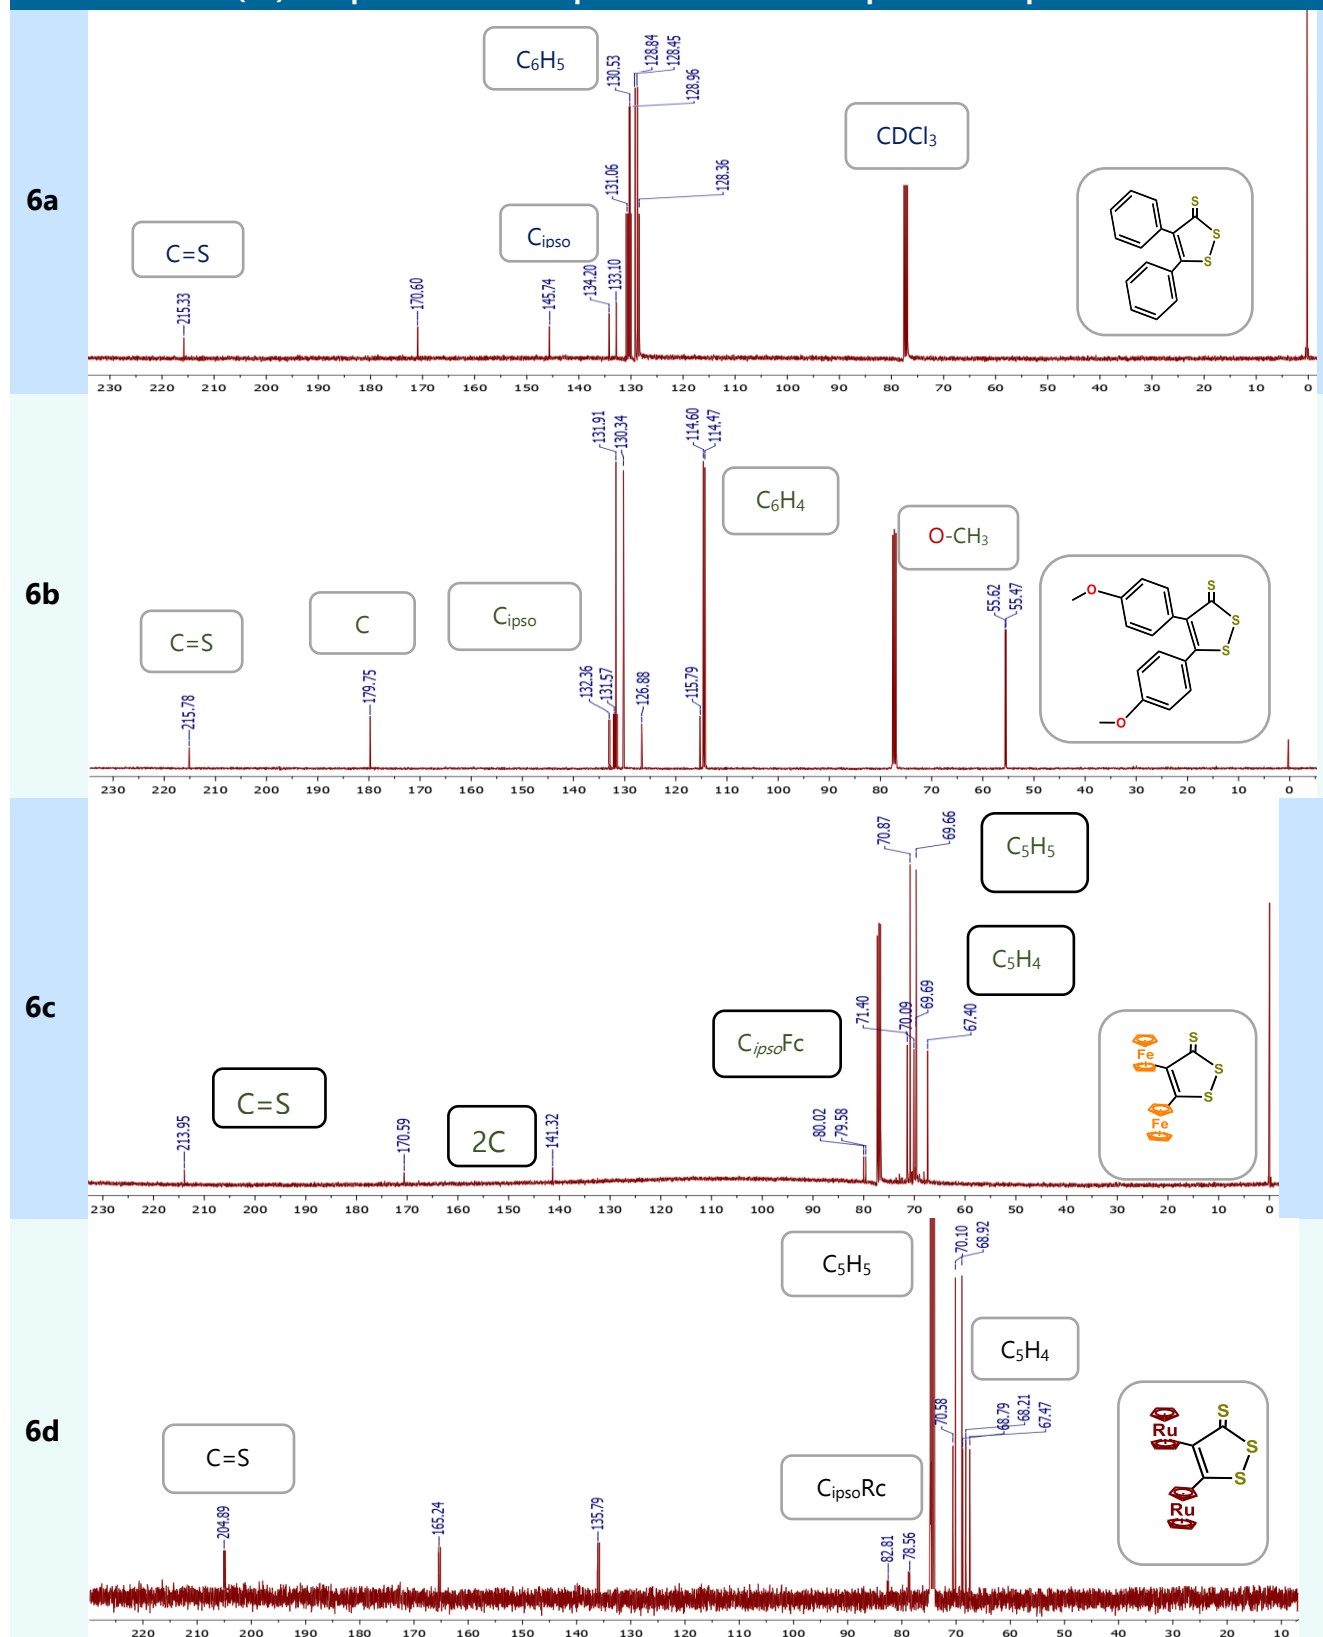 6a
C₆H₅
130.53
128.84
128.45
128.96
CDCl₃
131.06
128.36
C=S
Cᵢₚₛₒ
215.33
170.60
145.74
134.20
133.10
S
S
S
230 220 210 200 190 180 170 160 150 140 130 120 110 100 90 80 70 60 50 40 30 20 10 0
6b
131.91
130.34
114.60
114.47
C₆H₄
O-CH₃
C=S
C
Cᵢₚₛₒ
215.78
179.75
132.36
131.57
126.88
115.79
55.62
55.47
O
S
S
S
O
230 220 210 200 190 180 170 160 150 140 130 120 110 100 90 80 70 60 50 40 30 20 10 0
6c
70.87
69.66
C₅H₅
C₅H₄
CᵢₚₛₒFc
71.40
70.09
69.69
67.40
C=S
2C
213.95
170.59
141.32
80.02
79.58
Fe
S
S
S
Fe
230 220 210 200 190 180 170 160 150 140 130 120 110 100 90 80 70 60 50 40 30 20 10 0
6d
C₅H₅
70.10
68.92
C₅H₄
70.58
68.79
68.21
67.47
C=S
CᵢₚₛₒRc
204.89
165.24
135.79
82.81
78.56
Ru
S
S
S
Ru
220 210 200 190 180 170 160 150 140 130 120 110 100 90 80 70 60 50 40 30 20 10